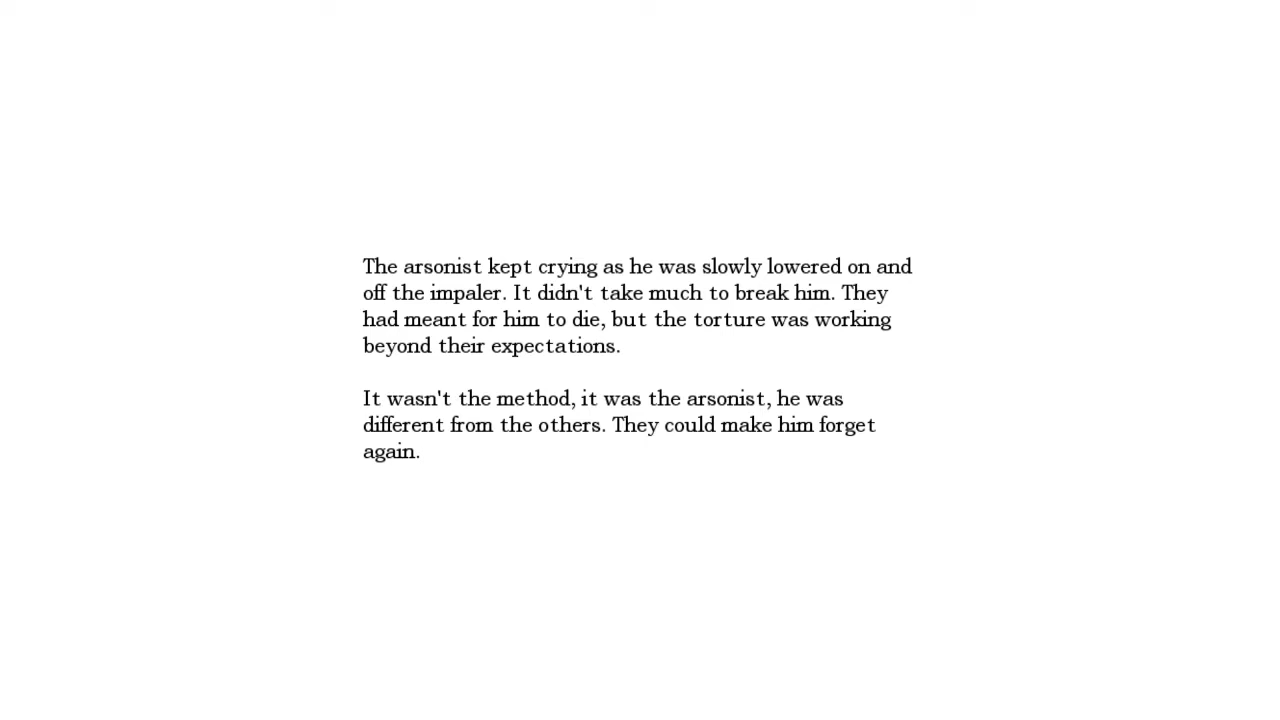 The arsonist kept crying as he was slowly lowered on and
off the impaler. It didn't take much to break him. They
had meant for him to die, but the torture was working
beyond their expectations.
It wasn't the method, it was the arsonist, he was
different from the others. They could make him forget
again.